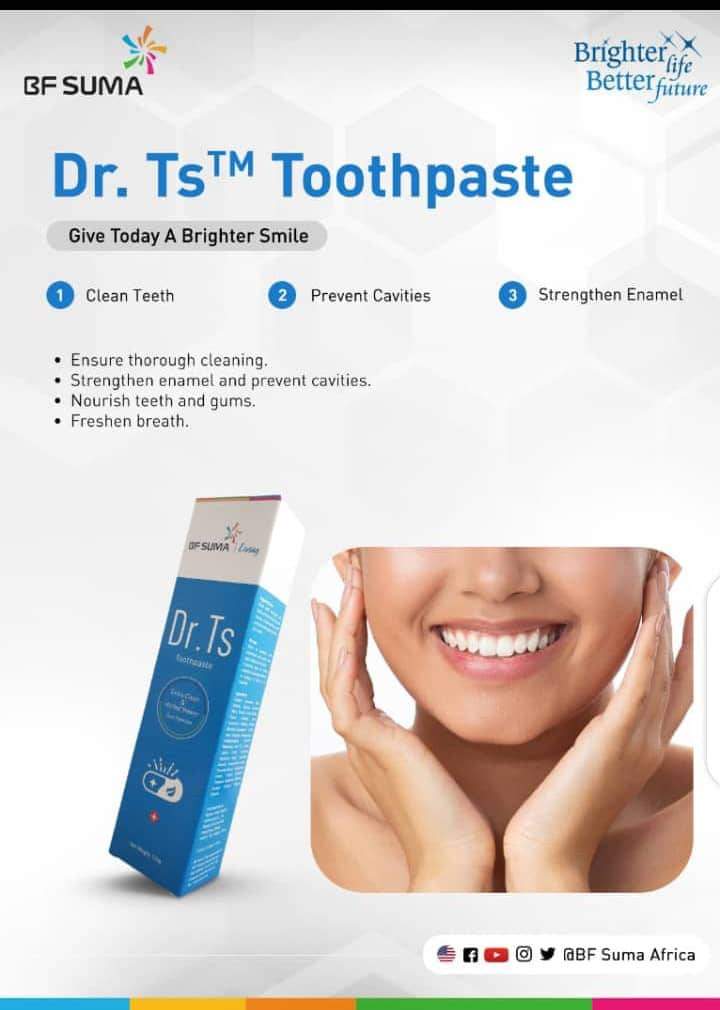 BF SUMA
Brighter life
Better future
Dr. Ts™ Toothpaste
Give Today A Brighter Smile
1 Clean Teeth
2 Prevent Cavities
3 Strengthen Enamel
• Ensure thorough cleaning.
• Strengthen enamel and prevent cavities.
• Nourish teeth and gums.
• Freshen breath.
BF SUMA
Dr. Ts
Toothpaste
@BF Suma Africa